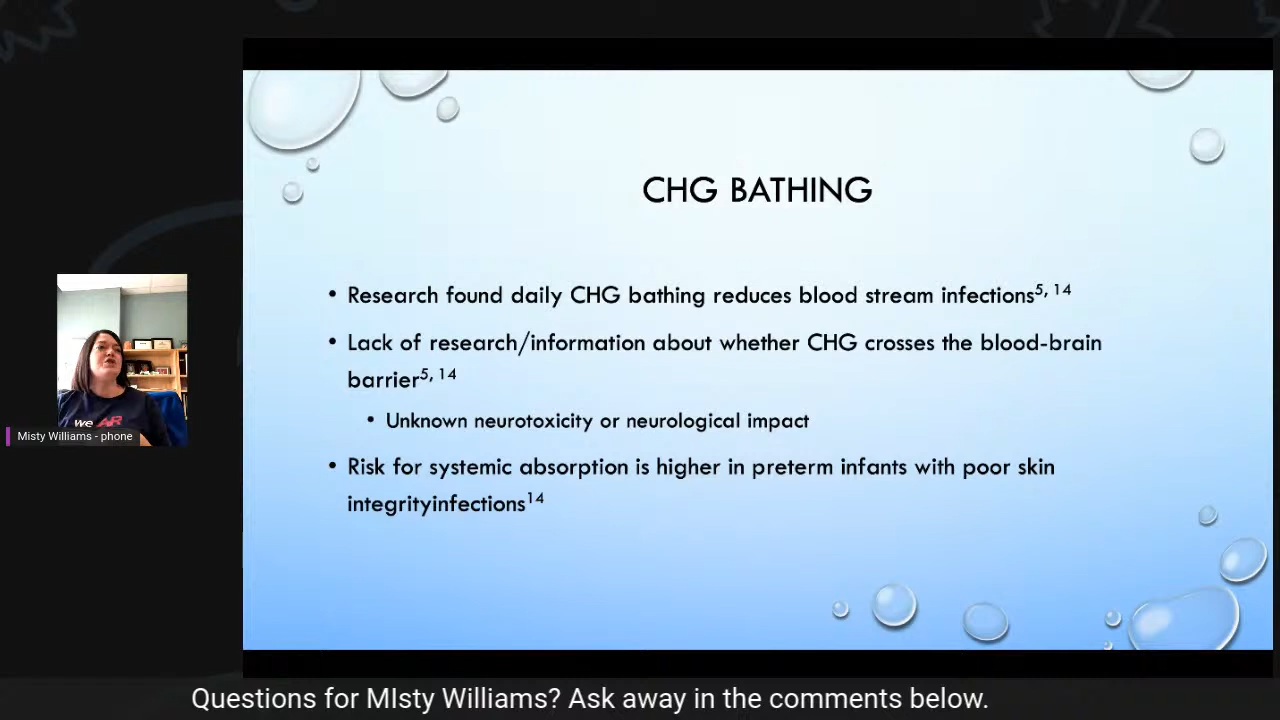 CHG BATHING
• Research found daily CHG bathing reduces blood stream infections5, 14
• Lack of research/information about whether CHG crosses the blood-brain
barrier5, 14
• Unknown neurotoxicity or neurological impact
• Risk for systemic absorption is higher in preterm infants with poor skin
integrityinfections14
we AR
Misty Williams - phone
Questions for MIsty Williams? Ask away in the comments below.